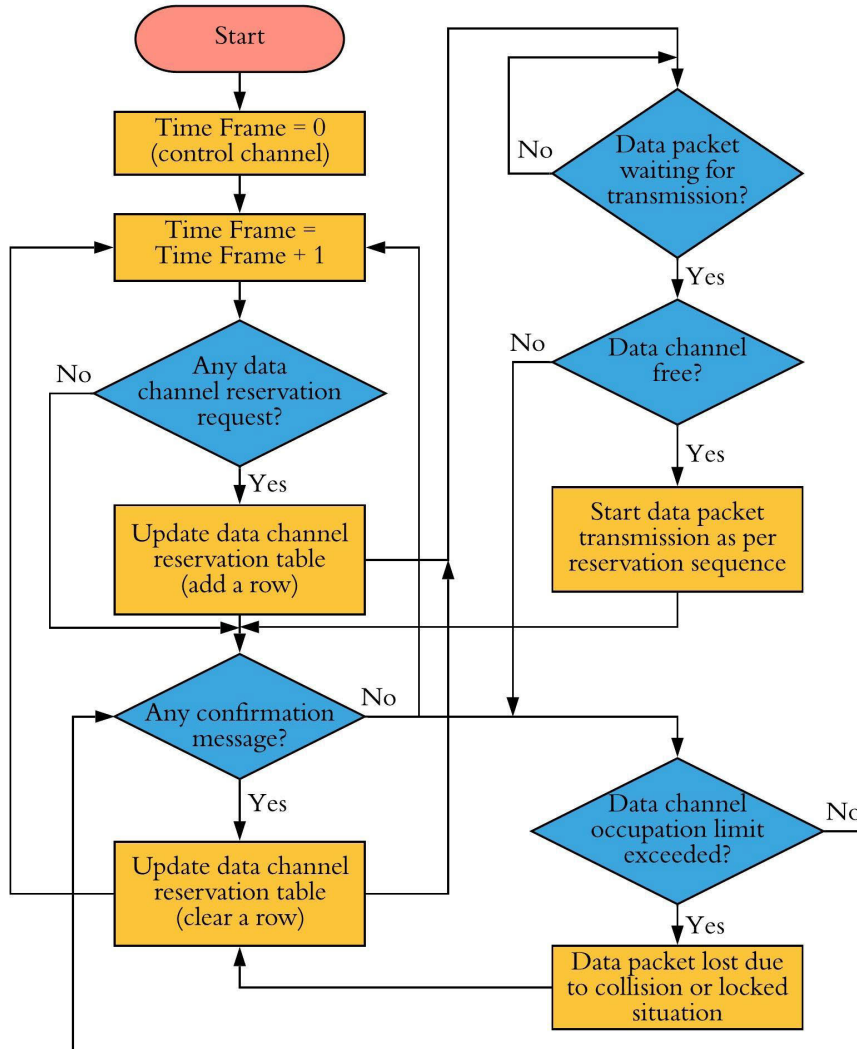 Start
Time Frame = 0
(control channel)
Time Frame =
Time Frame + 1
Any data
channel reservation
request?
No
Yes
Update data channel
reservation table
(add a row)
Any confirmation
message?
No
Yes
Update data channel
reservation table
(clear a row)
Data packet
waiting for
transmission?
No
Yes
Data channel
free?
No
Yes
Start data packet
transmission as per
reservation sequence
Data channel
occupation limit
exceeded?
No
Yes
Data packet lost due
to collision or locked
situation